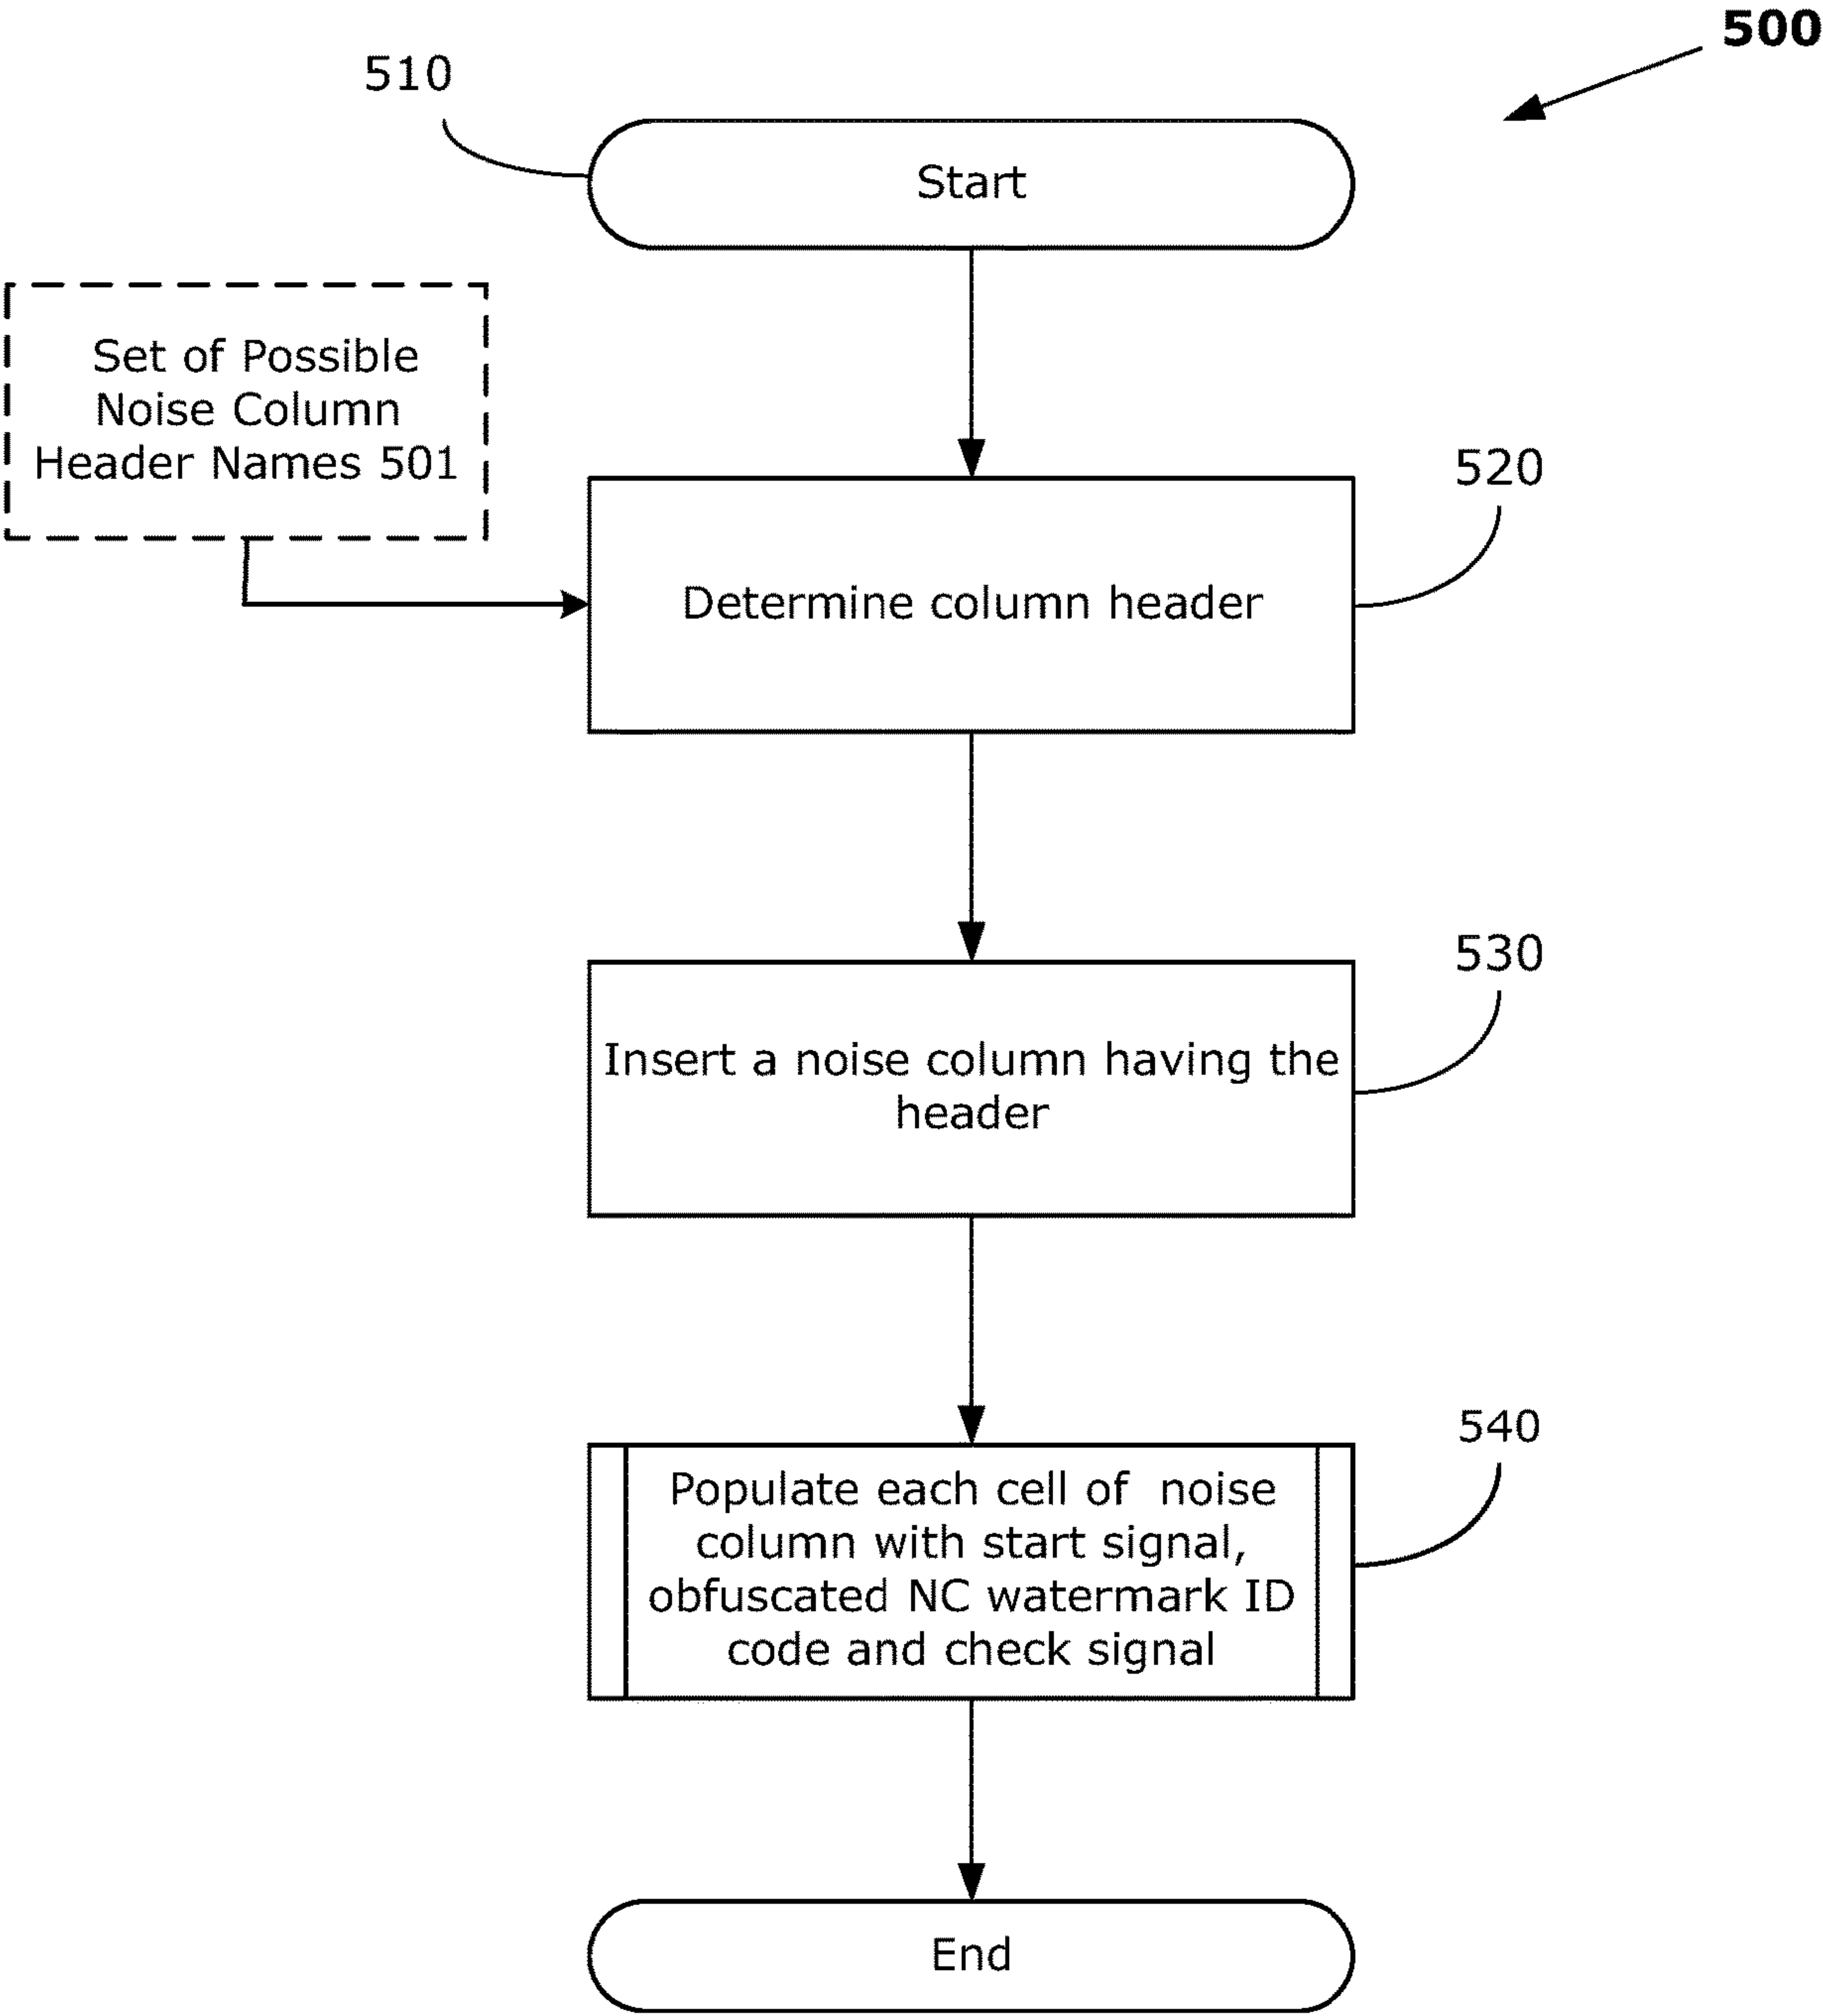 500
510
Start
Set of Possible
Noise Column
Header Names 501
520
Determine column header
530
Insert a noise column having the
header
540
Populate each cell of noise
column with start signal,
obfuscated NC watermark ID
code and check signal
End